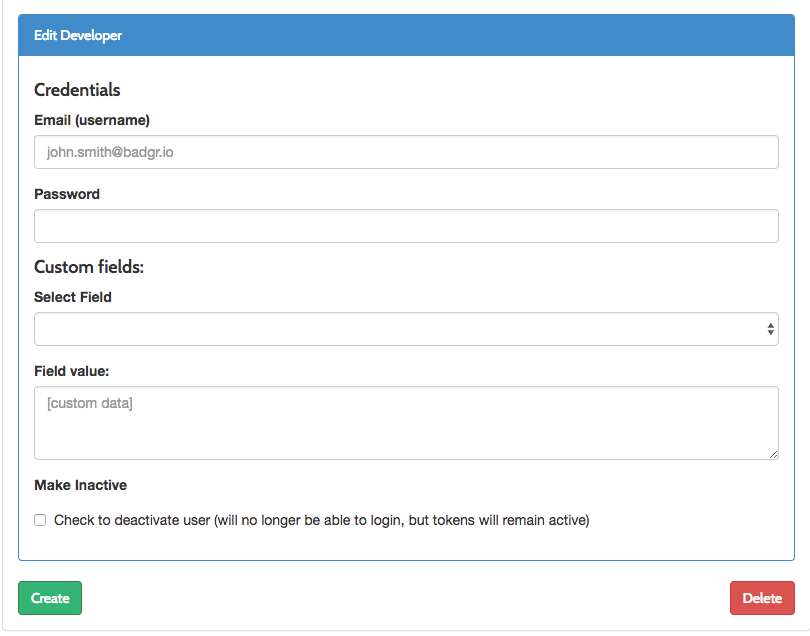 Edit Developer
Credentials
Email (username)
john.smith@badgr.io
Password
Custom fields:
Select Field
Field value:
[custom data]
Make Inactive
Check to deactivate user (will no longer be able to login, but tokens will remain active)
Create
Delete